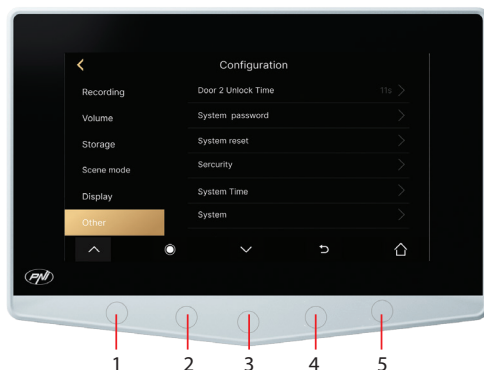 Configuration
Recording
Volume
Storage
Scene mode
Display
Other
Door 2 Unlock Time 11s
System password
System reset
Sercurity
System Time
System
PNI
1 2 3 4 5